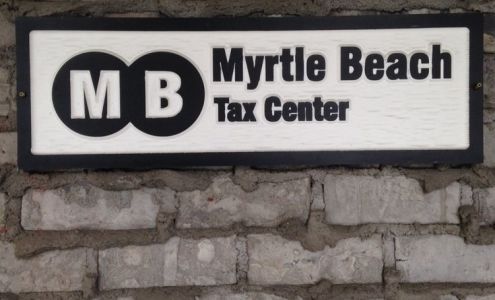 MB
Myrtle Beach
Tax Center